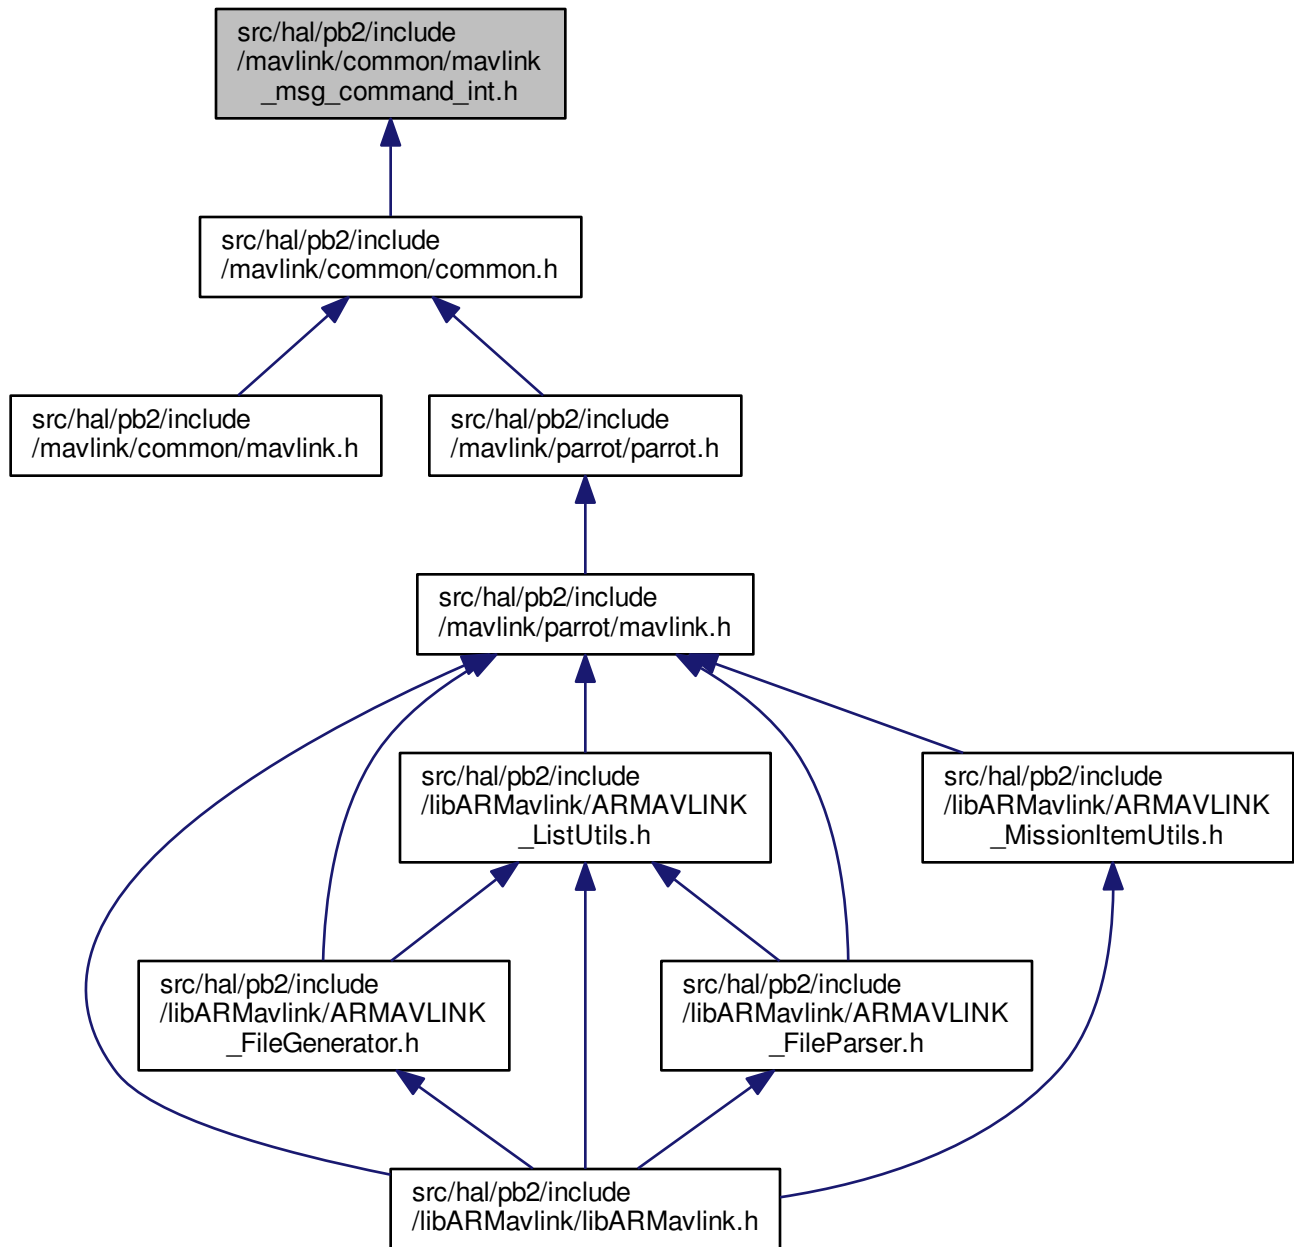 src/hal/pb2/include
/mavlink/common/mavlink
_msg_command_int.h
src/hal/pb2/include
/mavlink/common/common.h
src/hal/pb2/include
/mavlink/common/mavlink.h
src/hal/pb2/include
/mavlink/parrot/parrot.h
src/hal/pb2/include
/mavlink/parrot/mavlink.h
src/hal/pb2/include
/libARMavlink/ARMAVLINK
_ListUtils.h
src/hal/pb2/include
/libARMavlink/ARMAVLINK
_MissionItemUtils.h
src/hal/pb2/include
/libARMavlink/ARMAVLINK
_FileGenerator.h
src/hal/pb2/include
/libARMavlink/ARMAVLINK
_FileParser.h
src/hal/pb2/include
/libARMavlink/libARMavlink.h